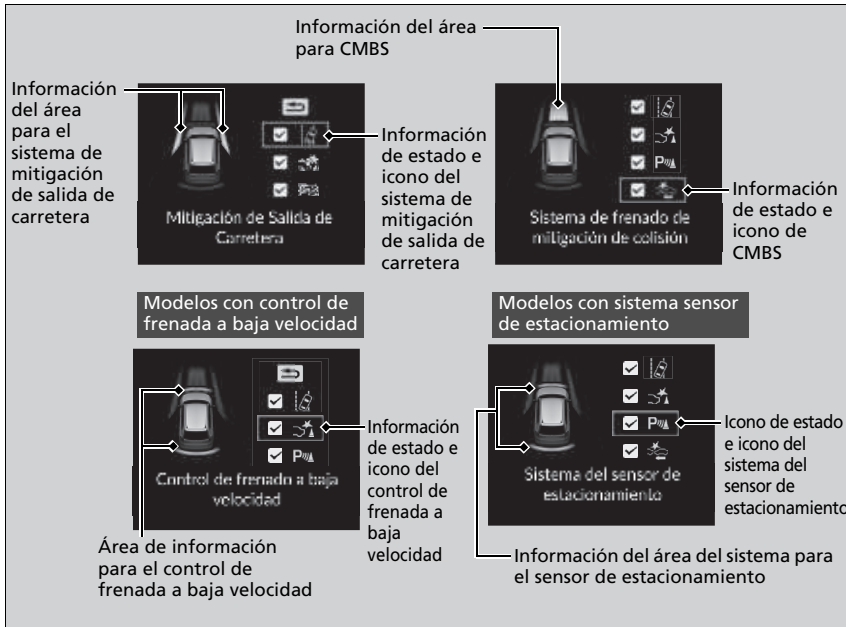 Información del área
para CMBS
Información
del área
para el
sistema de
mitigación
de salida de
carretera
Mitigación de Salida de
Carretera
Información
de estado e
icono del
sistema de
mitigación
de salida de
carretera
Sistema de frenado de
mitigación de colisión
Información
de estado e
icono de
CMBS
Modelos con control de
frenada a baja velocidad
P
Control de frenado a baja
velocidad
Información
de estado e
icono del
control de
frenada a
baja
velocidad
Área de información
para el control de
frenada a baja velocidad
Modelos con sistema sensor
de estacionamiento
P
Sistema del sensor de
estacionamiento
Icono de estado
e icono del
sistema del
sensor de
estacionamiento
Información del área del sistema para
el sensor de estacionamiento